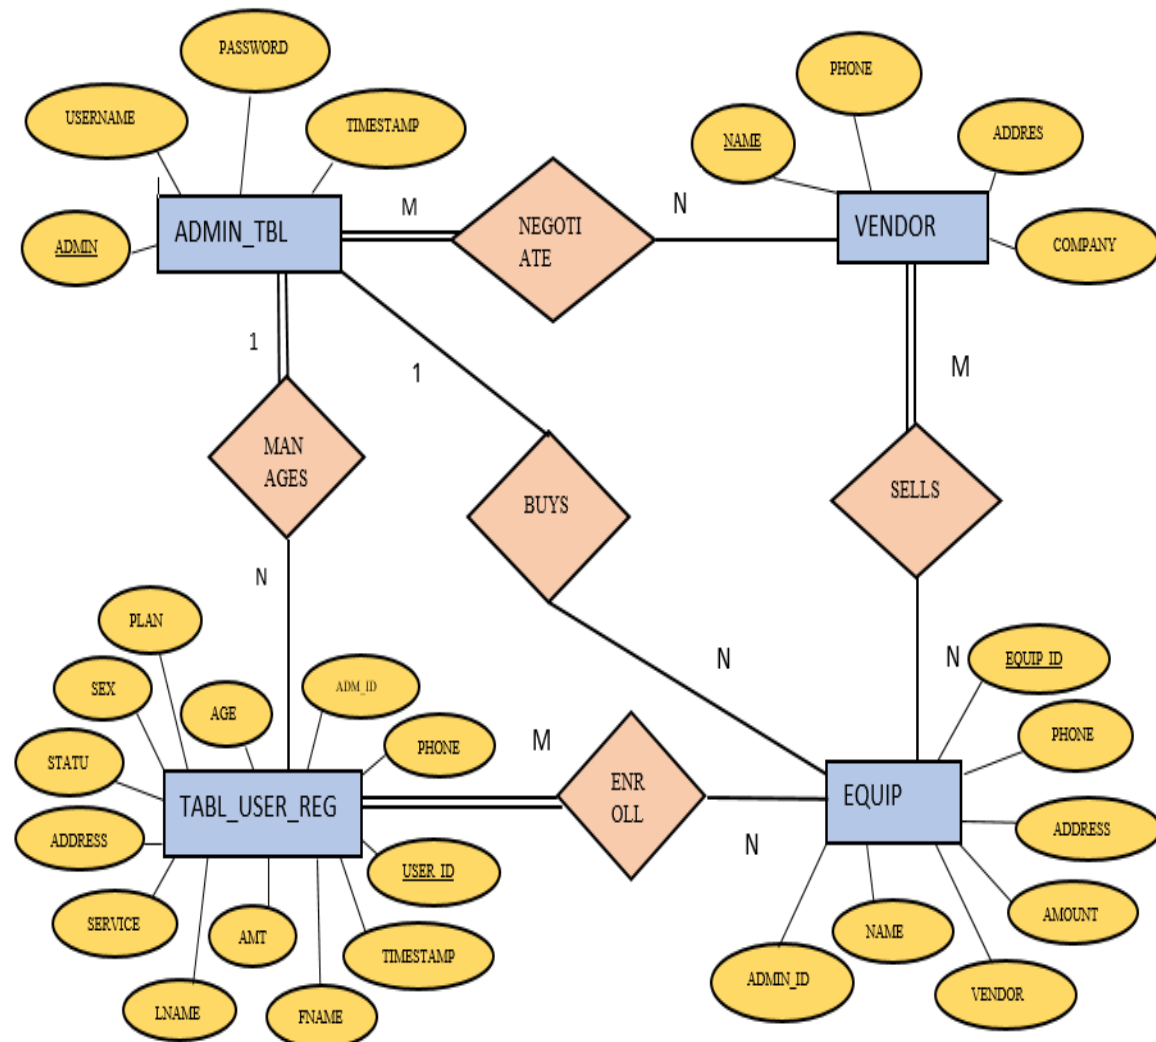 PASSWORD
PHONE
USERNAME
TIMESTAMP
ADDRES
NAME
M
N
ADMIN_TBL
NEGOTI
ATE
VENDOR
ADMIN
COMPANY
1
1
M
MAN
AGES
BUYS
SELLS
N
PLAN
N
N
EQUIP_ID
SEX
AGE
ADM_ID
PHONE
PHONE
STATU
M
ENR
OLL
TABL_USER_REG
EQUIP
ADDRESS
N
ADDRESS
USER_ID
SERVICE
AMT
AMOUNT
NAME
TIMESTAMP
ADMIN_ID
VENDOR
LNAME
FNAME